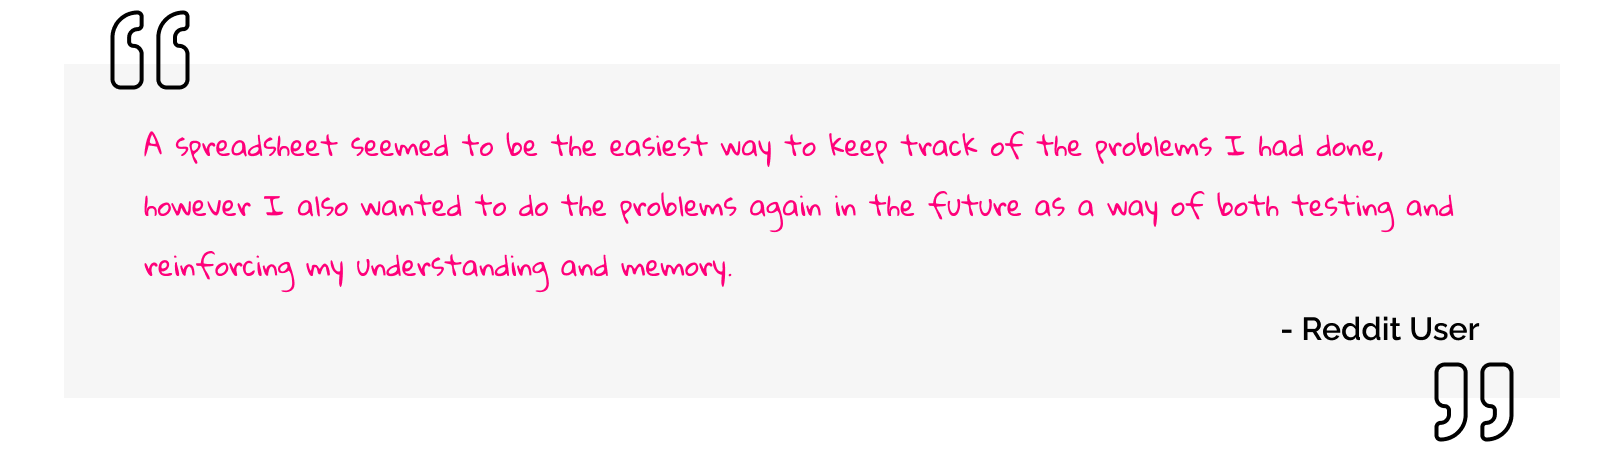 A spreadsheet seemed to be the easiest way to keep track of the problems I had done,
however I also wanted to do the problems again in the future as a way of both testing and
reinforcing my understanding and memory.
- Reddit User